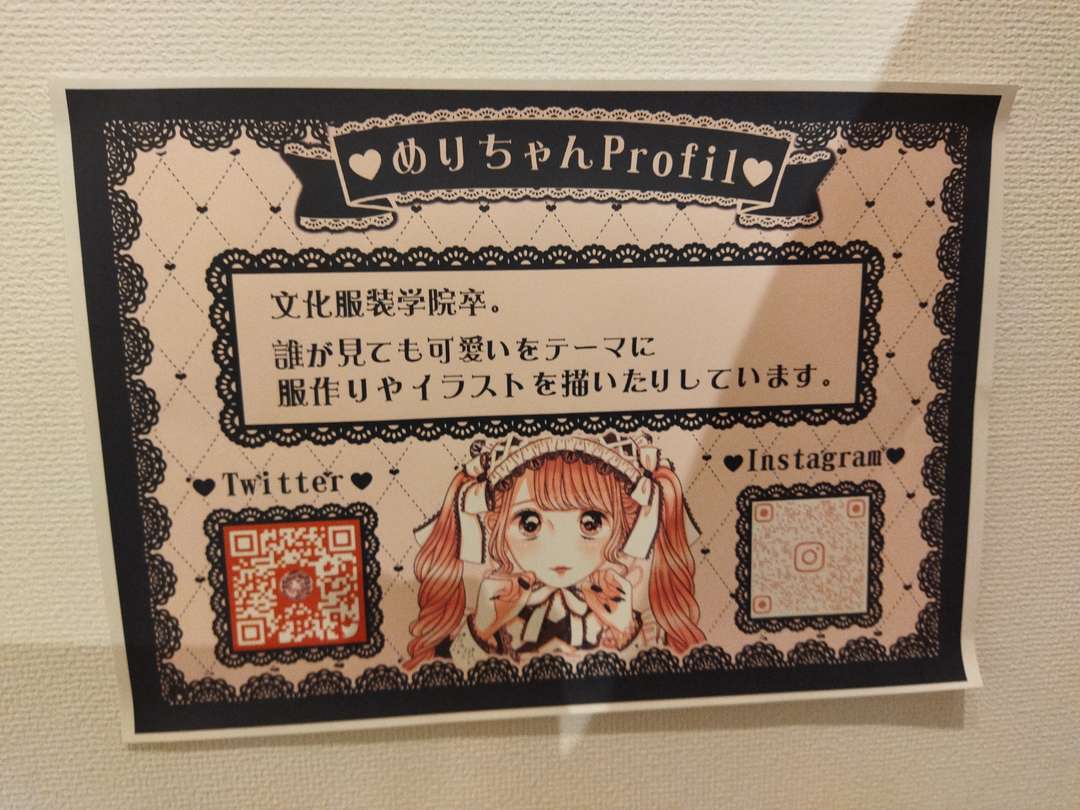 めりちゃんProfil
文化服装学院卒。
誰が見ても可愛いをテーマに
服作りやイラストを描いたりしています。
Twitter
Instagram